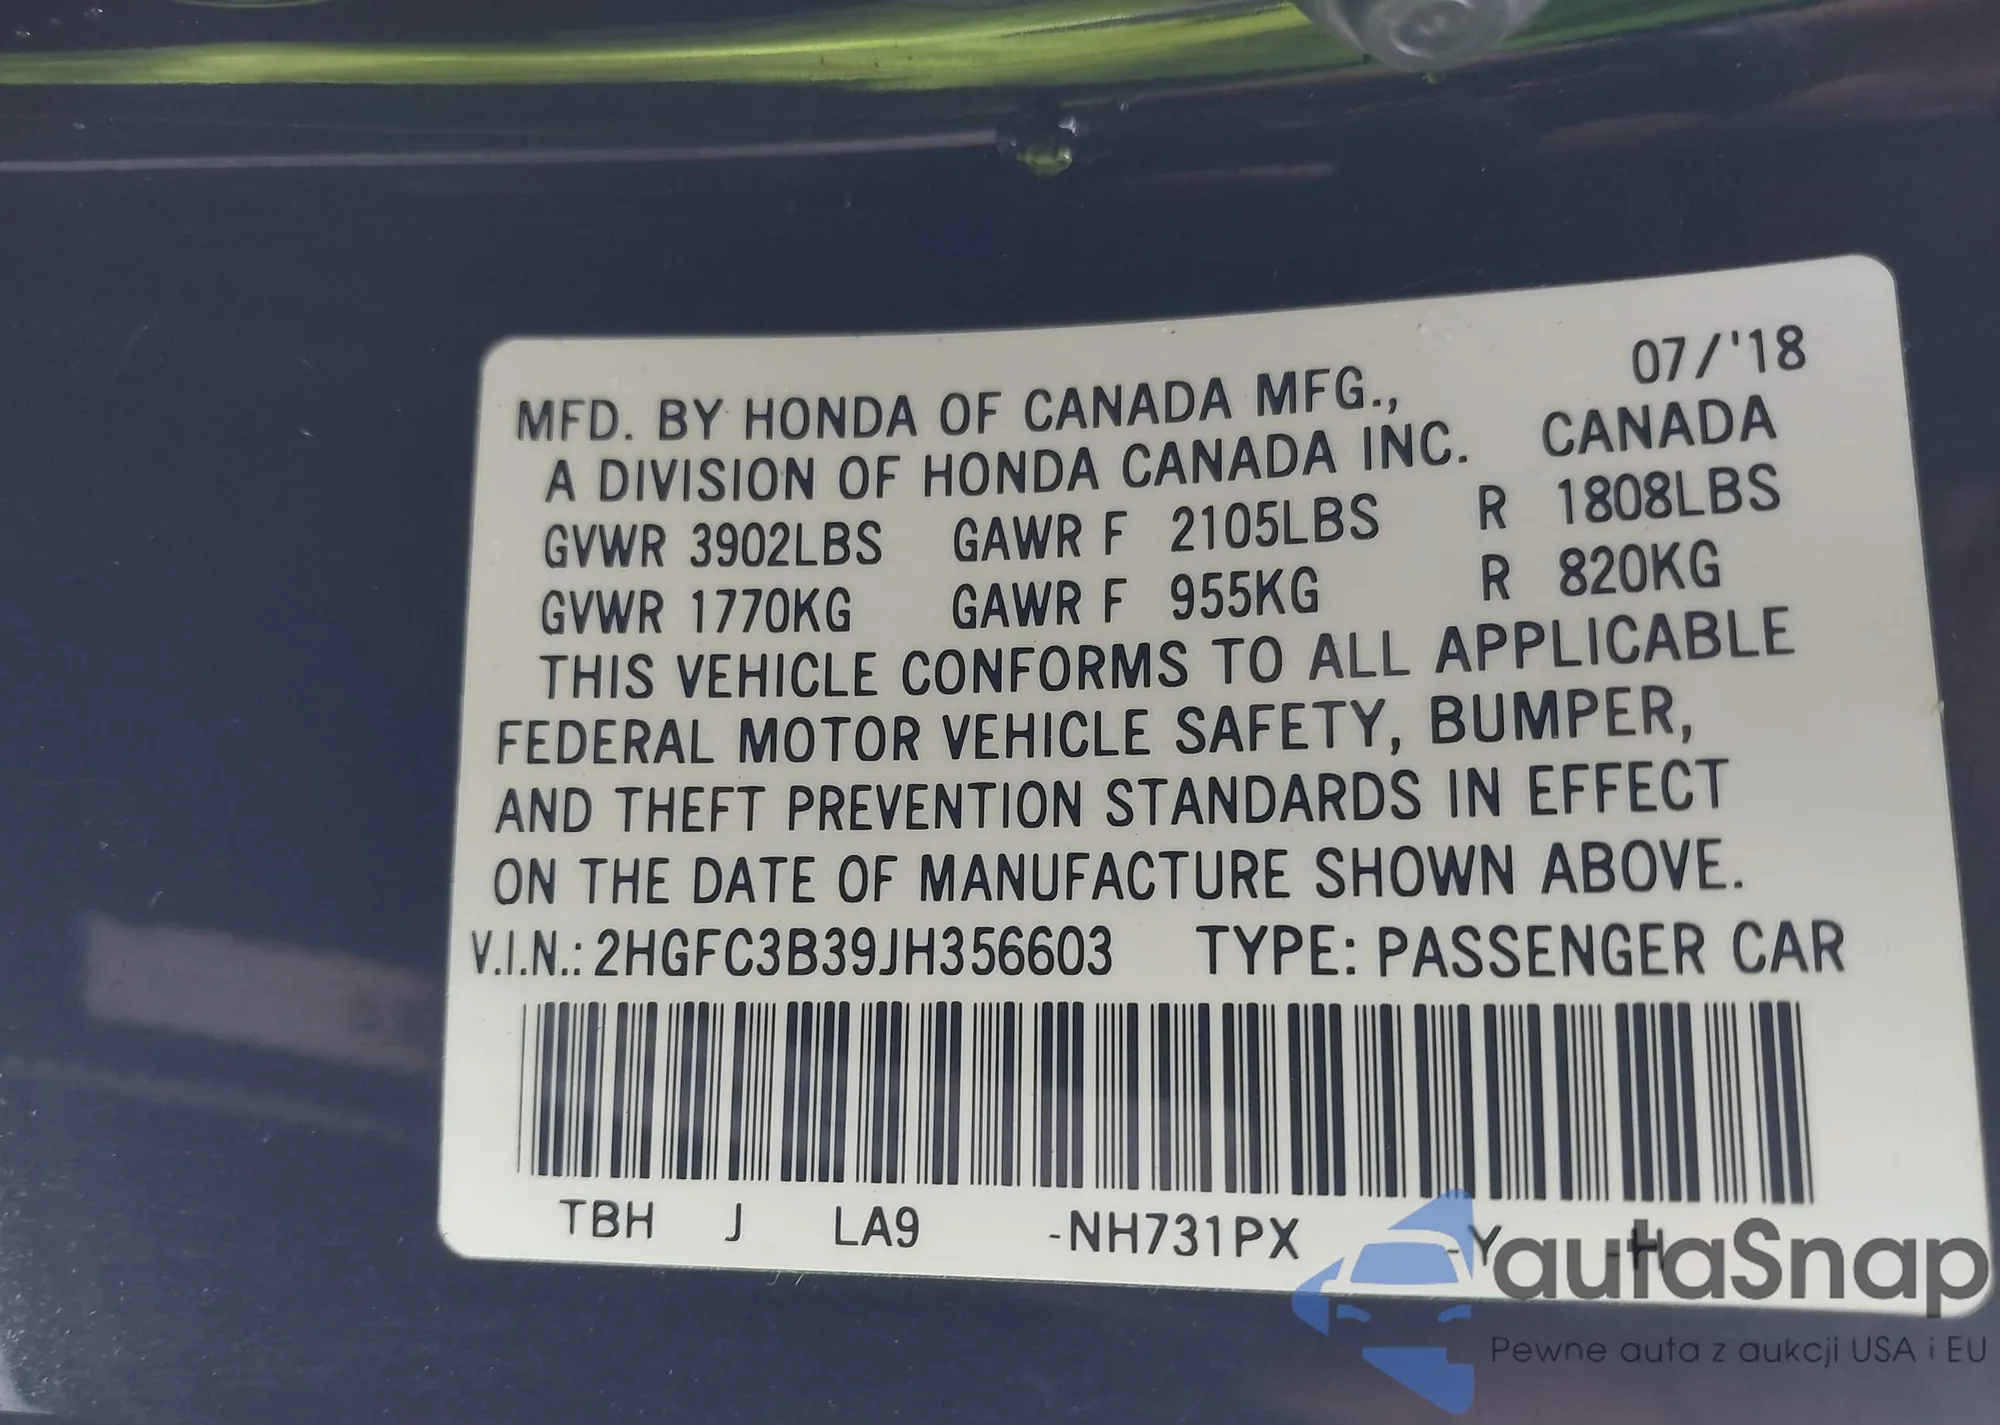 07/'18
MFD. BY HONDA OF CANADA MFG.,
A DIVISION OF HONDA CANADA INC. CANADA
GVWR 3902LBS GAWR F 2105LBS R 1808LBS
GVWR 1770KG GAWR F 955KG R 820KG
THIS VEHICLE CONFORMS TO ALL APPLICABLE
FEDERAL MOTOR VEHICLE SAFETY, BUMPER,
AND THEFT PREVENTION STANDARDS IN EFFECT
ON THE DATE OF MANUFACTURE SHOWN ABOVE.
V.I.N.: 2HGFC3B39JH356603 TYPE: PASSENGER CAR
TBH J LA9 -NH731PX -Y -H
autaSnap
Pewne auta z aukcji USA i EU